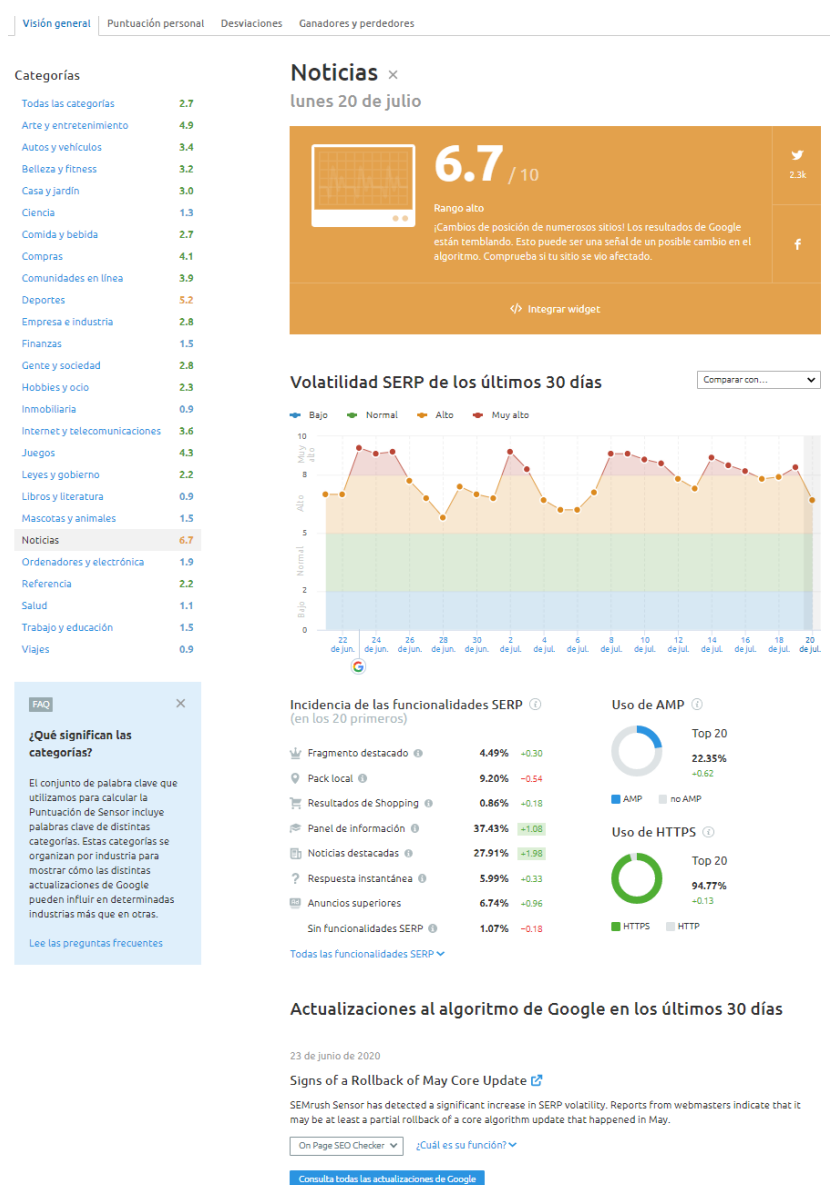 Visión general
Puntuación personal
Desviaciones
Ganadores y perdedores
Categorías
Todas las categorías 2.7
Arte y entretenimiento 4.9
Autos y vehículos 3.4
Belleza y fitness 3.2
Casa y jardín 3.0
Ciencia 1.3
Comida y bebida 2.7
Compras 4.1
Comunidades en línea 3.9
Deportes 5.2
Empresa e industria 2.8
Finanzas 1.5
Gente y sociedad 2.8
Hobbies y ocio 2.3
Inmobiliaria 0.9
Internet y telecomunicaciones 3.6
Juegos 4.3
Leyes y gobierno 2.2
Libros y literatura 0.9
Mascotas y animales 1.5
Noticias 6.7
Ordenadores y electrónica 1.9
Referencia 2.2
Salud 1.1
Trabajo y educación 1.5
Viajes 0.9
FAQ
¿Qué significan las
categorías?
El conjunto de palabra clave que
utilizamos para calcular la
Puntuación de Sensor incluye
palabras clave de distintas
categorías. Estas categorías se
organizan por industria para
mostrar cómo las distintas
actualizaciones de Google
pueden influir en determinadas
industrias más que en otras.
Lee las preguntas frecuentes
Noticias
lunes 20 de julio
6.7 / 10
2.3k
Rango alto
¡Cambios de posición de numerosos sitios! Los resultados de Google
están temblando. Esto puede ser una señal de un posible cambio en el
algoritmo. Comprueba si tu sitio se vio afectado.
</> Integrar widget
Volatilidad SERP de los últimos 30 días
Comparar con...
Bajo Normal Alto Muy alto
10
Muy
alto
8
Alto
5
Normal
2
Bajo
0
22 24 26 28 30 2 4 6 8 10 12 14 16 18 20
de jun. de jun. de jun. de jun. de jun. de jul. de jul. de jul. de jul. de jul. de jul. de jul. de jul. de jul. de jul.
G
Incidencia de las funcionalidades SERP
(en los 20 primeros)
Fragmento destacado 4.49% +0.30
Pack local 9.20% −0.54
Resultados de Shopping 0.86% +0.18
Panel de información 37.43% +1.08
Noticias destacadas 27.91% +1.98
Respuesta instantánea 5.99% +0.33
Anuncios superiores 6.74% +0.96
Sin funcionalidades SERP 1.07% −0.18
Todas las funcionalidades SERP
Uso de AMP
Top 20
22.35%
+0.62
AMP no AMP
Uso de HTTPS
Top 20
94.77%
+0.13
HTTPS HTTP
Actualizaciones al algoritmo de Google en los últimos 30 días
23 de junio de 2020
Signs of a Rollback of May Core Update
SEMrush Sensor has detected a significant increase in SERP volatility. Reports from webmasters indicate that it
may be at least a partial rollback of a core algorithm update that happened in May.
On Page SEO Checker
¿Cuál es su función?
Consulta todas las actualizaciones de Google